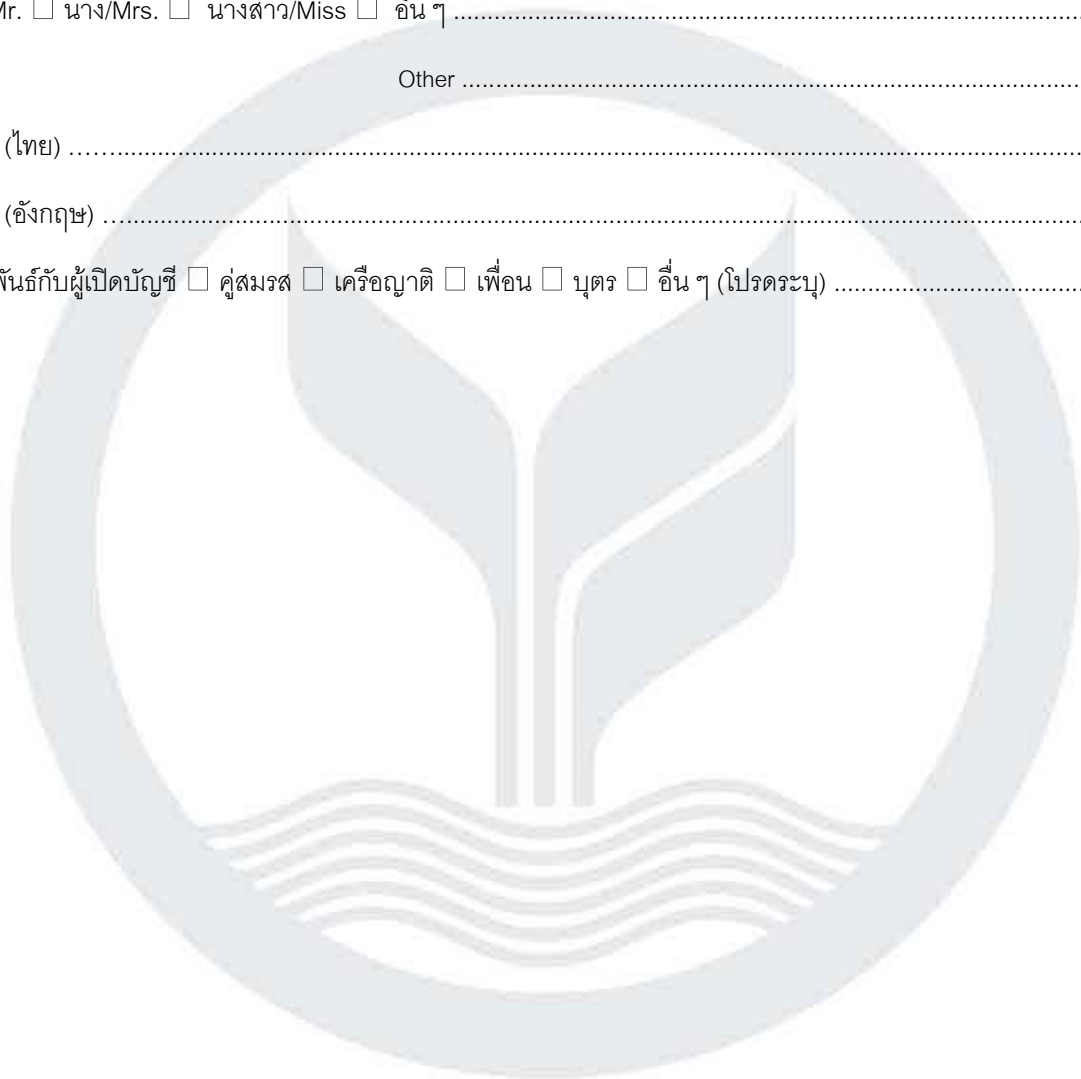 Mr. ☐ นาง/Mrs. ☐ นางสาว/Miss ☐ อื่น ๆ ................................................................................
Other ................................................................................
(ไทย) ................................................................................
(อังกฤษ) ................................................................................
พันธ์กับผู้เปิดบัญชี ☐ คู่สมรส ☐ เครือญาติ ☐ เพื่อน ☐ บุตร ☐ อื่น ๆ (โปรดระบุ) ........................................